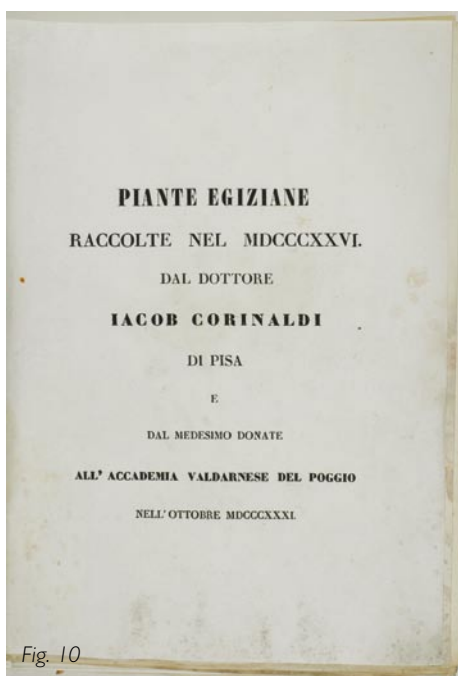 PIANTE EGIZIANE
RACCOLTE NEL MDCCCXXVI.
DAL DOTTORE
IACOB CORINALDI
DI PISA
E
DAL MEDESIMO DONATE
ALL' ACCADEMIA VALDARNESE DEL POGGIO
NELL' OTTOBRE MDCCCXXXI.
Fig. 10